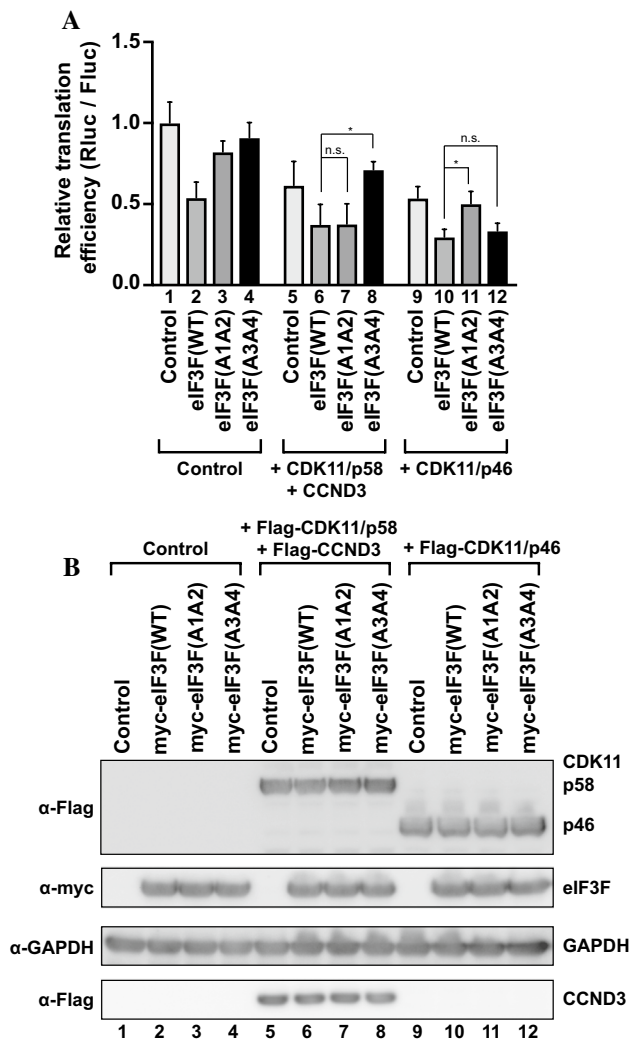 A
Relative translation
efficiency (Rluc / Fluc)
1.5
1.0
0.5
0.0
n.s.
*
*
n.s.
1 2 3 4 5 6 7 8 9 10 11 12
Control
eIF3F(WT)
eIF3F(A1A2)
eIF3F(A3A4)
Control
eIF3F(WT)
eIF3F(A1A2)
eIF3F(A3A4)
Control
eIF3F(WT)
eIF3F(A1A2)
eIF3F(A3A4)
Control
+ CDK11/p58
+ CCND3
+ CDK11/p46
B
Control
+ Flag-CDK11/p58
+ Flag-CCND3
+ Flag-CDK11/p46
Control
myc-eIF3F(WT)
myc-eIF3F(A1A2)
myc-eIF3F(A3A4)
Control
myc-eIF3F(WT)
myc-eIF3F(A1A2)
myc-eIF3F(A3A4)
Control
myc-eIF3F(WT)
myc-eIF3F(A1A2)
myc-eIF3F(A3A4)
α-Flag
CDK11
p58
p46
α-myc
eIF3F
α-GAPDH
GAPDH
α-Flag
CCND3
1 2 3 4 5 6 7 8 9 10 11 12